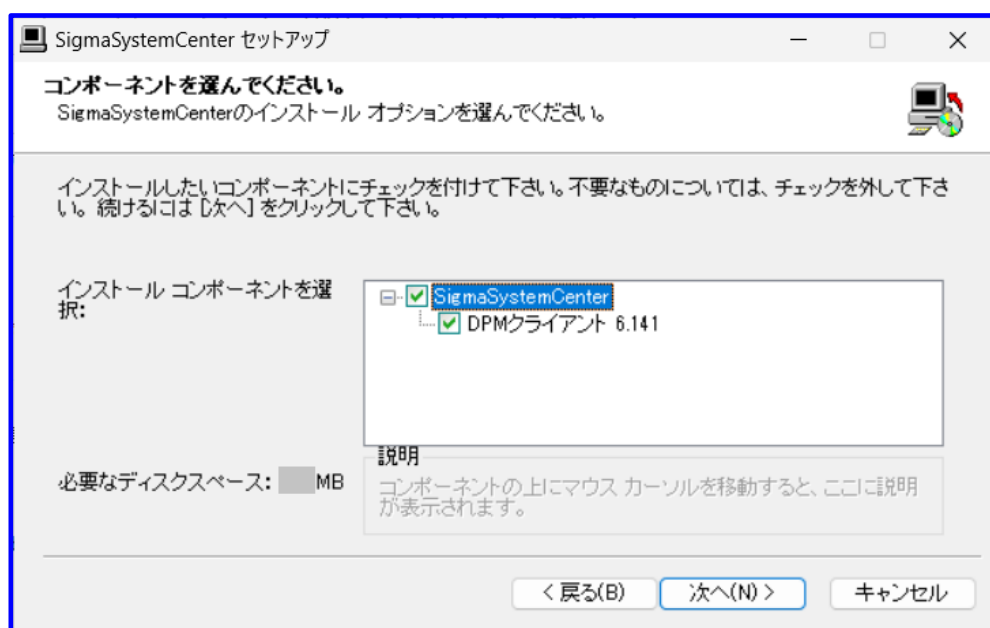 SigmaSystemCenter セットアップ
コンポーネントを選んでください。
SigmaSystemCenterのインストール オプションを選んでください。
インストールしたいコンポーネントにチェックを付けて下さい。不要なものについては、チェックを外して下さ
い。続けるには [次へ] をクリックして下さい。
インストール コンポーネントを選
択:
SigmaSystemCenter
DPMクライアント 6.141
必要なディスクスペース: MB
説明
コンポーネントの上にマウス カーソルを移動すると、ここに説明
が表示されます。
< 戻る(B)
次へ(N) >
キャンセル